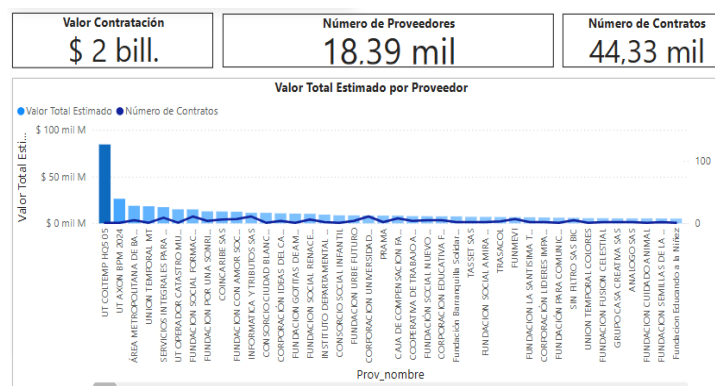 Valor Contratación
$ 2 bill.
Número de Proveedores
18,39 mil
Número de Contratos
44,33 mil
Valor Total Estimado por Proveedor
Valor Total Estimado Número de Contratos
Valor Total Esti...
$ 100 mil M
$ 50 mil M
$ 0 mil M
100
0
UT COLTEMP HQ5 05
UT AXON BPM 2024
ÁREA METROPOLITANA DE BA...
UNION TEMPORAL MT
SERVICIOS INTEGRALES PARA ...
UT OPERADOR CATASTRO MU...
FUNDACION SOCIAL FORMAC...
FUNDACION POR UNA SONRI...
COINCARIBE SAS
FUNDACION CON AMOR SOC...
INFORMATICA Y TRIBUTOS SAS
CONSORCIO CIUDAD BLANC...
CORPORACIÓN IDEAS DEL CA...
FUNDACION GOTITAS DE AM...
FUNDACION SOCIAL RENACE...
INSTITUTO DEPARTAMENTAL ...
CONSORCIO SOCIAL INFANTIL
FUNDACION URBE FUTURO
CORPORACION UNIVERSIDAD ...
PRAMA
CAJA DE COMPENSACION FA...
COOPERATIVA DE TRABAJO A...
FUNDACIÓN SOCIAL NUEVO ...
CORPORACION EDUCATIVA F...
Fundación Barranquilla Solidar...
TASSET SAS
FUNDACION SOCIAL AMIRA ...
TRASACOL
FUNMEVI
FUNDACION LA SANTISIMA T...
CORPORACION LIDERES IMPA...
FUNDACIÓN PARA COMUNIC...
SIN FILTRO SAS BIC
UNION TEMPORAL COLORES
FUNDACION FUSION CELESTIAL
GRUPO CASA CREATIVA SAS
ANALOGO SAS
FUNDACION CUIDADO ANIMAL
FUNDACION SEMILLAS DE LA ...
Fundacion Educando a la Niñez
Prov_nombre